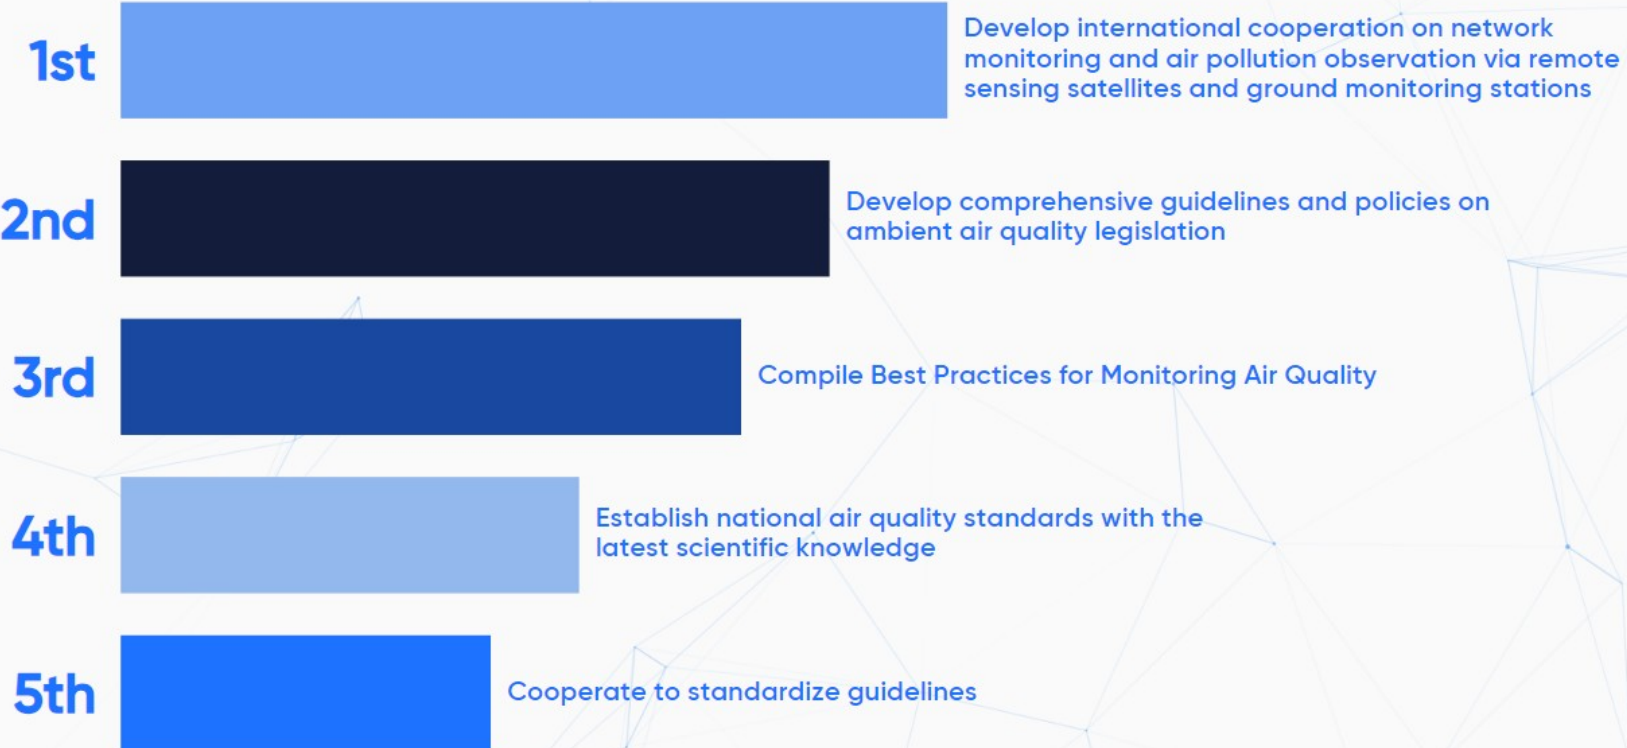 1st
Develop international cooperation on network
monitoring and air pollution observation via remote
sensing satellites and ground monitoring stations
2nd
Develop comprehensive guidelines and policies on
ambient air quality legislation
3rd
Compile Best Practices for Monitoring Air Quality
4th
Establish national air quality standards with the
latest scientific knowledge
5th
Cooperate to standardize guidelines